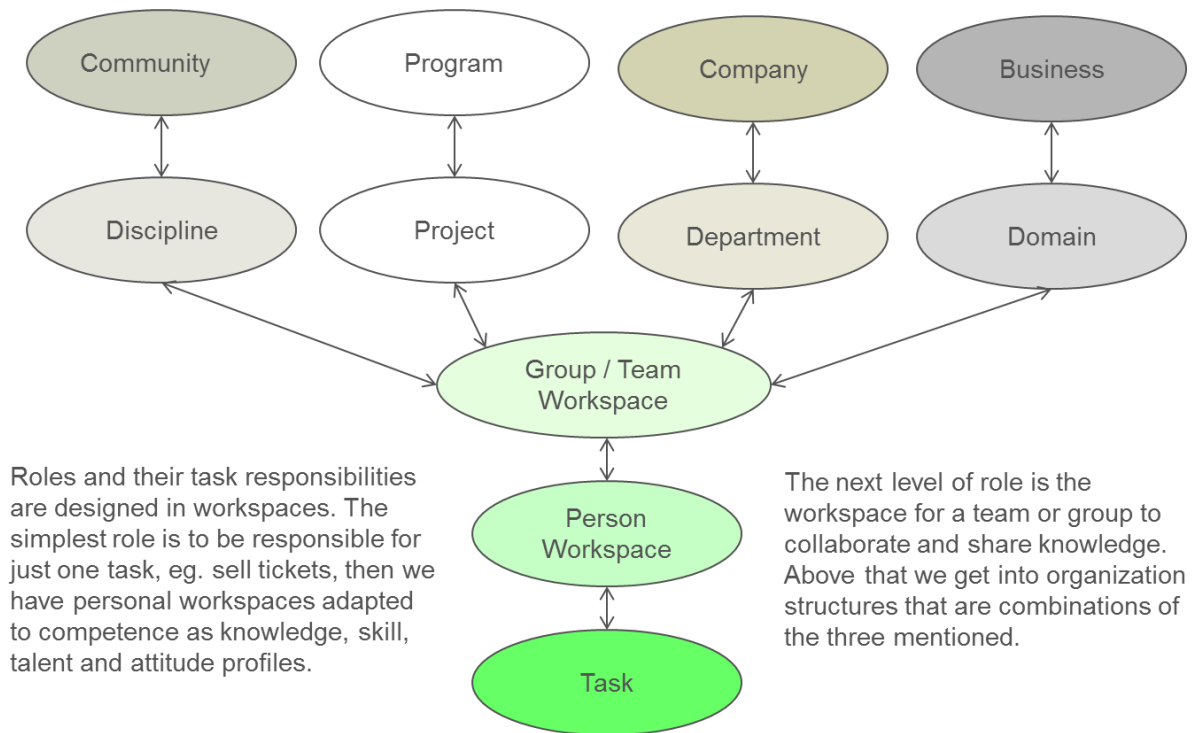 Community
Program
Company
Business
Discipline
Project
Department
Domain
Group / Team
Workspace
Person
Workspace
Task
Roles and their task responsibilities
are designed in workspaces. The
simplest role is to be responsible for
just one task, eg. sell tickets, then we
have personal workspaces adapted
to competence as knowledge, skill,
talent and attitude profiles.
The next level of role is the
workspace for a team or group to
collaborate and share knowledge.
Above that we get into organization
structures that are combinations of
the three mentioned.